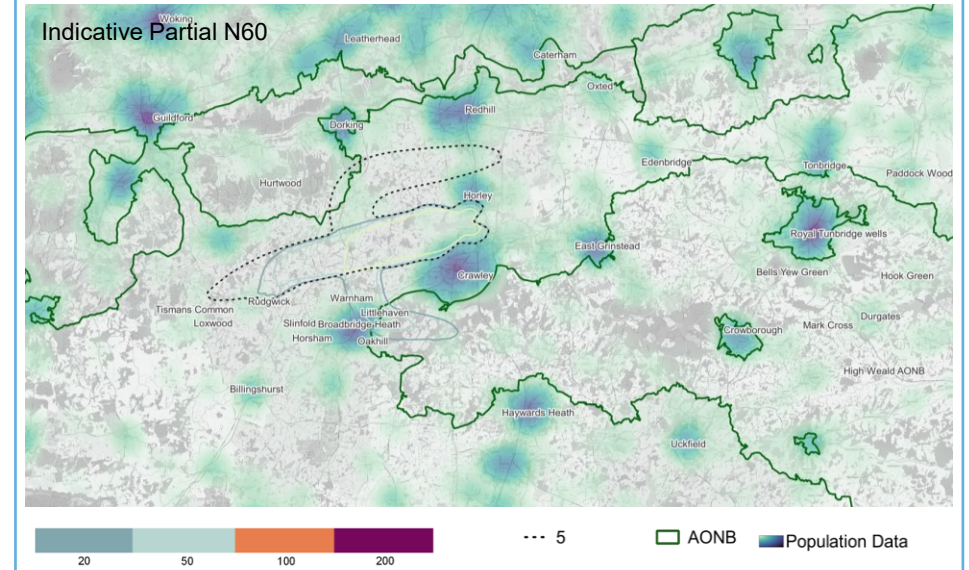 Indicative Partial N60
Woking
Leatherhead
Caterham
Oxted
Guildford
Redhill
Dorking
Edenbridge
Tonbridge
Paddock Wood
Hurtwood
Horley
Royal Tunbridge wells
East Grinstead
Crawley
Bells Yew Green
Hook Green
Rudgwick
Warnham
Tismans Common
Littlehaven
Loxwood
Slinfold
Broadbridge Heath
Durgates
Mark Cross
Crowborough
Horsham
Oakhill
High Weald AONB
Billingshurst
Haywards Heath
Uckfield
20 50 100 200
5
AONB
Population Data